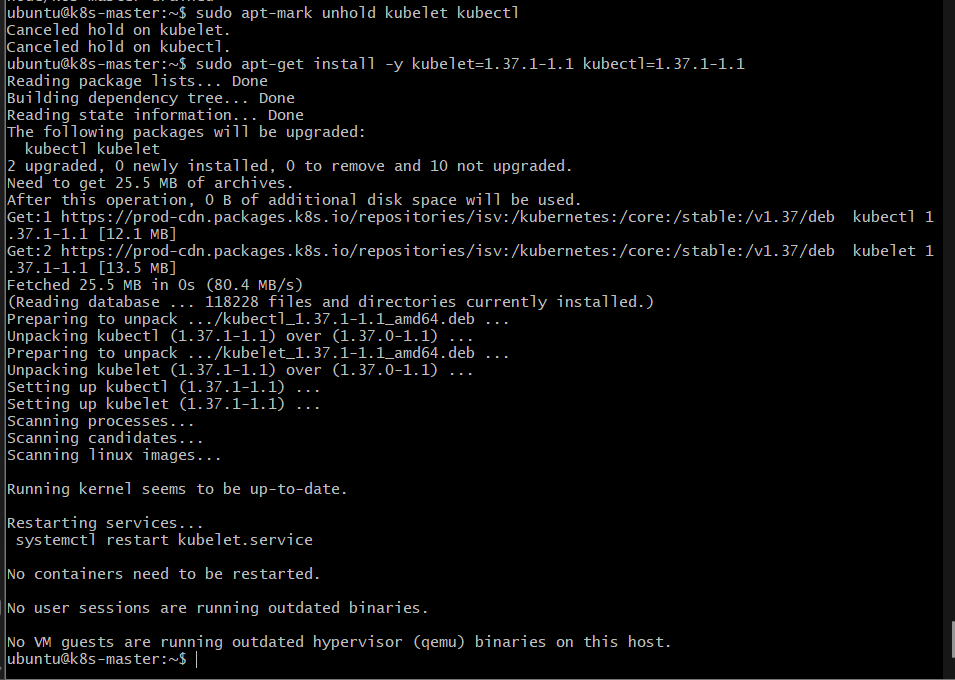 ubuntu@k8s-master:~$ sudo apt-mark unhold kubelet kubectl
Canceled hold on kubelet.
Canceled hold on kubectl.
ubuntu@k8s-master:~$ sudo apt-get install -y kubelet=1.37.1-1.1 kubectl=1.37.1-1.1
Reading package lists... Done
Building dependency tree... Done
Reading state information... Done
The following packages will be upgraded:
  kubectl kubelet
2 upgraded, 0 newly installed, 0 to remove and 10 not upgraded.
Need to get 25.5 MB of archives.
After this operation, 0 B of additional disk space will be used.
Get:1 https://prod-cdn.packages.k8s.io/repositories/isv:/kubernetes:/core:/stable:/v1.37/deb  kubectl 1
.37.1-1.1 [12.1 MB]
Get:2 https://prod-cdn.packages.k8s.io/repositories/isv:/kubernetes:/core:/stable:/v1.37/deb  kubelet 1
.37.1-1.1 [13.5 MB]
Fetched 25.5 MB in 0s (80.4 MB/s)
(Reading database ... 118228 files and directories currently installed.)
Preparing to unpack .../kubectl_1.37.1-1.1_amd64.deb ...
Unpacking kubectl (1.37.1-1.1) over (1.37.0-1.1) ...
Preparing to unpack .../kubelet_1.37.1-1.1_amd64.deb ...
Unpacking kubelet (1.37.1-1.1) over (1.37.0-1.1) ...
Setting up kubectl (1.37.1-1.1) ...
Setting up kubelet (1.37.1-1.1) ...
Scanning processes...
Scanning candidates...
Scanning linux images...

Running kernel seems to be up-to-date.

Restarting services...
 systemctl restart kubelet.service

No containers need to be restarted.

No user sessions are running outdated binaries.

No VM guests are running outdated hypervisor (qemu) binaries on this host.
ubuntu@k8s-master:~$